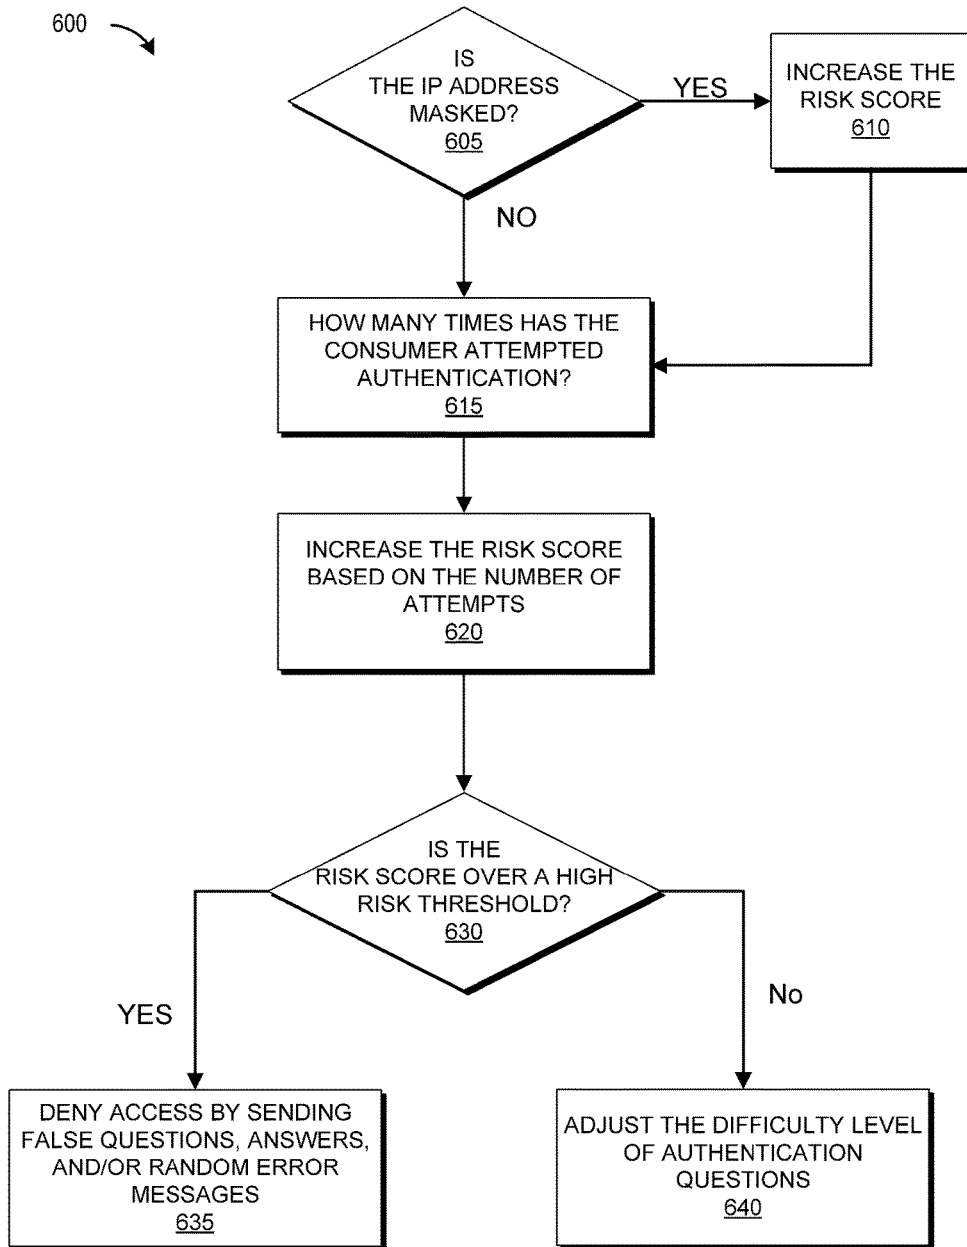 600
IS
THE IP ADDRESS
MASKED?
605
YES
INCREASE THE
RISK SCORE
610
NO
HOW MANY TIMES HAS THE
CONSUMER ATTEMPTED
AUTHENTICATION?
615
INCREASE THE RISK SCORE
BASED ON THE NUMBER OF
ATTEMPTS
620
IS THE
RISK SCORE OVER A HIGH
RISK THRESHOLD?
630
YES
No
DENY ACCESS BY SENDING
FALSE QUESTIONS, ANSWERS,
AND/OR RANDOM ERROR
MESSAGES
635
ADJUST THE DIFFICULTY LEVEL
OF AUTHENTICATION
QUESTIONS
640